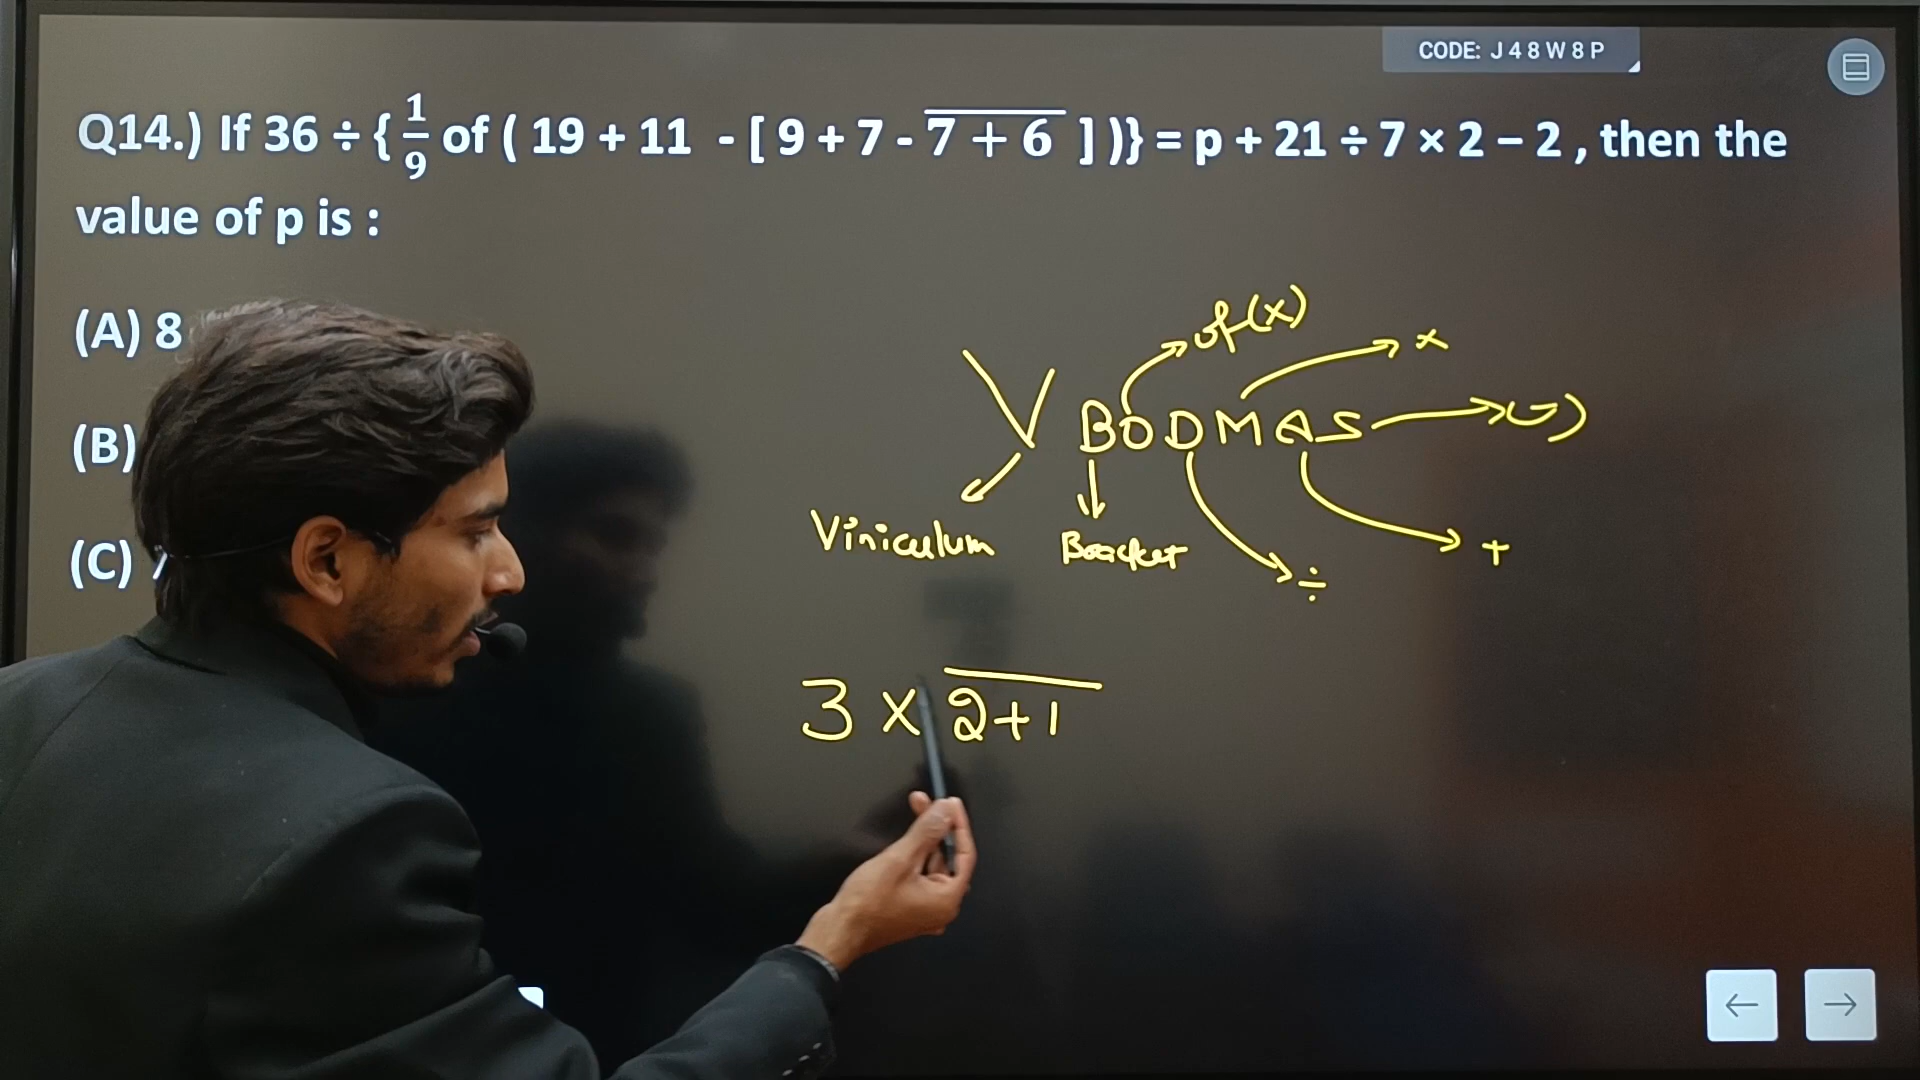 CODE: J48W8P
Q14.) If 36 ÷ { 1/9 of ( 19 + 11 - [ 9 + 7 - 7 + 6 ] )} = p + 21 ÷ 7 × 2 – 2 , then the
value of p is :
(A) 8
(B)
(C)
of(x)
×
V BODMAS
(-)
Viniculum
Bracket
÷
+
3 × 2+1